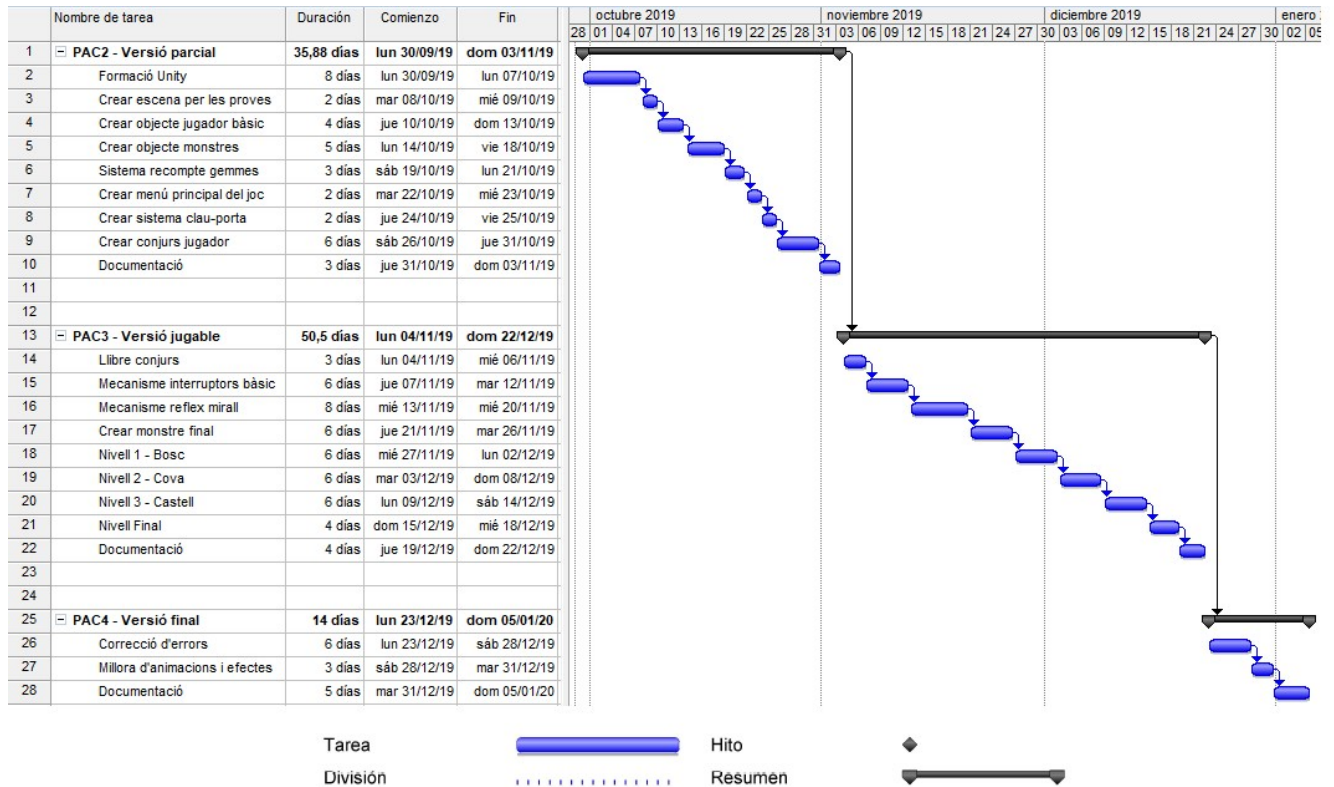 Nombre de tarea Duración Comienzo Fin octubre 2019 noviembre 2019 diciembre 2019 enero
28 01 04 07 10 13 16 19 22 25 28 31 03 06 09 12 15 18 21 24 27 30 03 06 09 12 15 18 21 24 27 30 02 05
1 PAC2 - Versió parcial 35,88 días lun 30/09/19 dom 03/11/19
2 Formació Unity 8 días lun 30/09/19 lun 07/10/19
3 Crear escena per les proves 2 días mar 08/10/19 mié 09/10/19
4 Crear objecte jugador bàsic 4 días jue 10/10/19 dom 13/10/19
5 Crear objecte monstres 5 días lun 14/10/19 vie 18/10/19
6 Sistema recompte gemmes 3 días sáb 19/10/19 lun 21/10/19
7 Crear menú principal del joc 2 días mar 22/10/19 mié 23/10/19
8 Crear sistema clau-porta 2 días jue 24/10/19 vie 25/10/19
9 Crear conjurs jugador 6 días sáb 26/10/19 jue 31/10/19
10 Documentació 3 días jue 31/10/19 dom 03/11/19
11
12
13 PAC3 - Versió jugable 50,5 días lun 04/11/19 dom 22/12/19
14 Llibre conjurs 3 días lun 04/11/19 mié 06/11/19
15 Mecanisme interruptors bàsic 6 días jue 07/11/19 mar 12/11/19
16 Mecanisme reflex mirall 8 días mié 13/11/19 mié 20/11/19
17 Crear monstre final 6 días jue 21/11/19 mar 26/11/19
18 Nivell 1 - Bosc 6 días mié 27/11/19 lun 02/12/19
19 Nivell 2 - Cova 6 días mar 03/12/19 dom 08/12/19
20 Nivell 3 - Castell 6 días lun 09/12/19 sáb 14/12/19
21 Nivell Final 4 días dom 15/12/19 mié 18/12/19
22 Documentació 4 días jue 19/12/19 dom 22/12/19
23
24
25 PAC4 - Versió final 14 días lun 23/12/19 dom 05/01/20
26 Correcció d'errors 6 días lun 23/12/19 sáb 28/12/19
27 Millora d'animacions i efectes 3 días sáb 28/12/19 mar 31/12/19
28 Documentació 5 días mar 31/12/19 dom 05/01/20
Tarea Hito
División Resumen